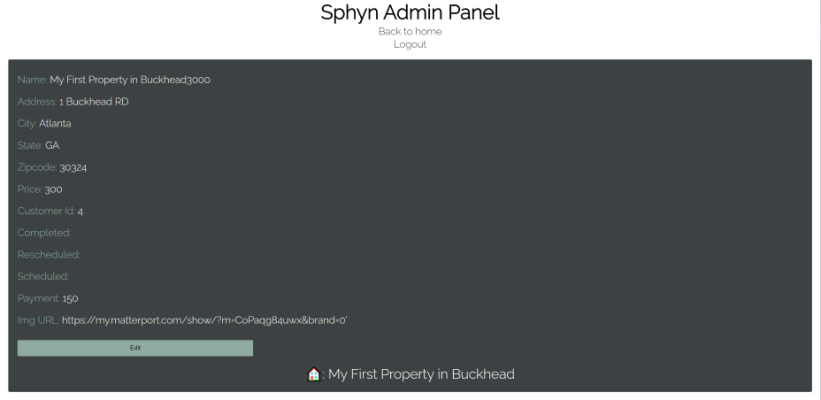 Sphyn Admin Panel
Back to home
Logout
Name: My First Property in Buckhead3000
Address: 1 Buckhead RD
City: Atlanta
State: GA
Zipcode: 30324
Price: 300
Customer Id: 4
Completed:
Rescheduled:
Scheduled:
Payment: 150
Img URL: https://my.matterport.com/show/?m=CoPaqg84uwx&brand=0'
Edit
🏠: My First Property in Buckhead